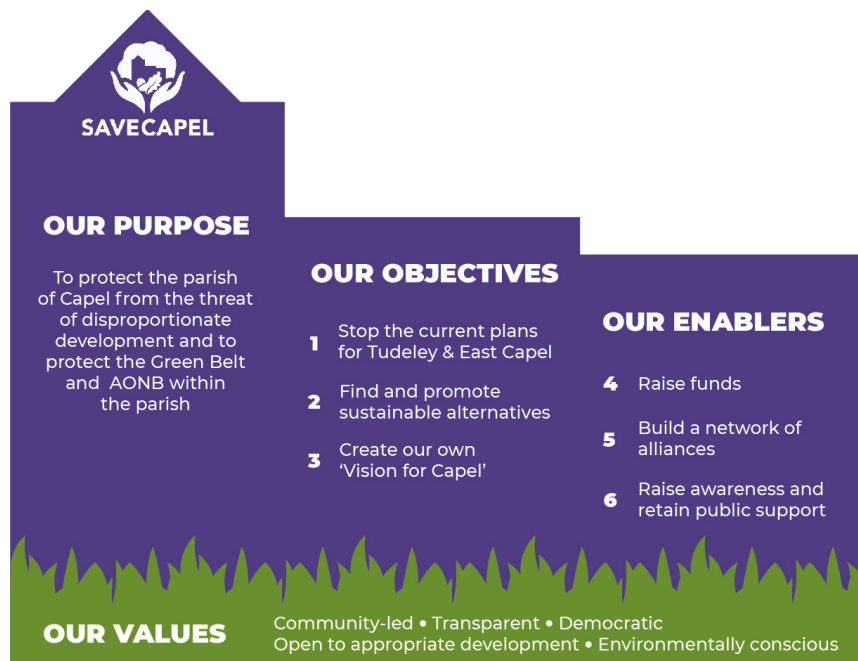 SAVECAPEL
OUR PURPOSE
To protect the parish
of Capel from the threat
of disproportionate
development and to
protect the Green Belt
and AONB within
the parish
OUR OBJECTIVES
1 Stop the current plans
for Tudeley & East Capel
2 Find and promote
sustainable alternatives
3 Create our own
‘Vision for Capel’
OUR ENABLERS
4 Raise funds
5 Build a network of
alliances
6 Raise awareness and
retain public support
OUR VALUES
Community-led • Transparent • Democratic
Open to appropriate development • Environmentally conscious